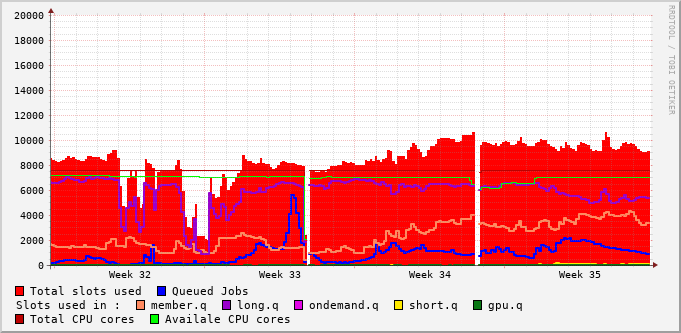 20000
18000
16000
14000
12000
10000
8000
6000
4000
2000
0
Week 32 Week 33 Week 34 Week 35
Total slots used Queued Jobs
Slots used in : member.q long.q ondemand.q short.q gpu.q
Total CPU cores Availale CPU cores
RRDTOOL / TOBI OETIKER